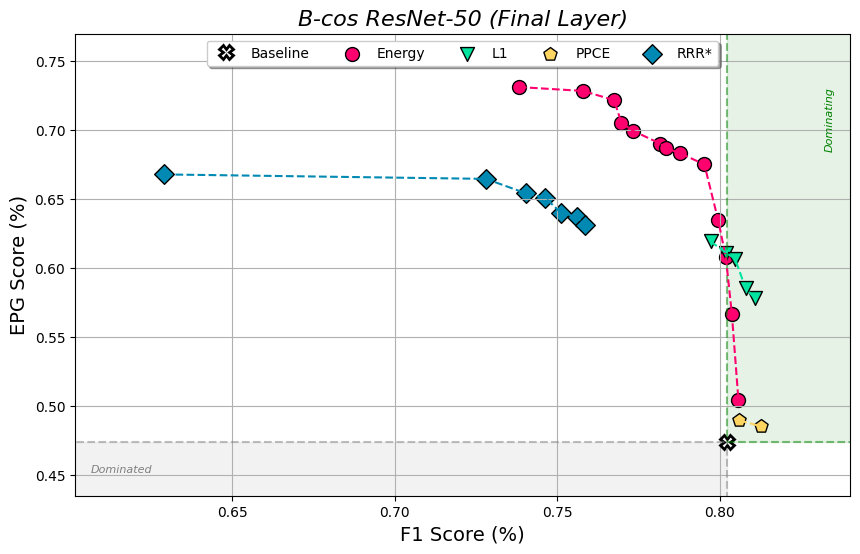 B-cos ResNet-50 (Final Layer)
Baseline Energy L1 PPCE RRR*
0.75
0.70
0.65
0.60
0.55
0.50
0.45
EPG Score (%)
Dominating
Dominated
0.65 0.70 0.75 0.80
F1 Score (%)